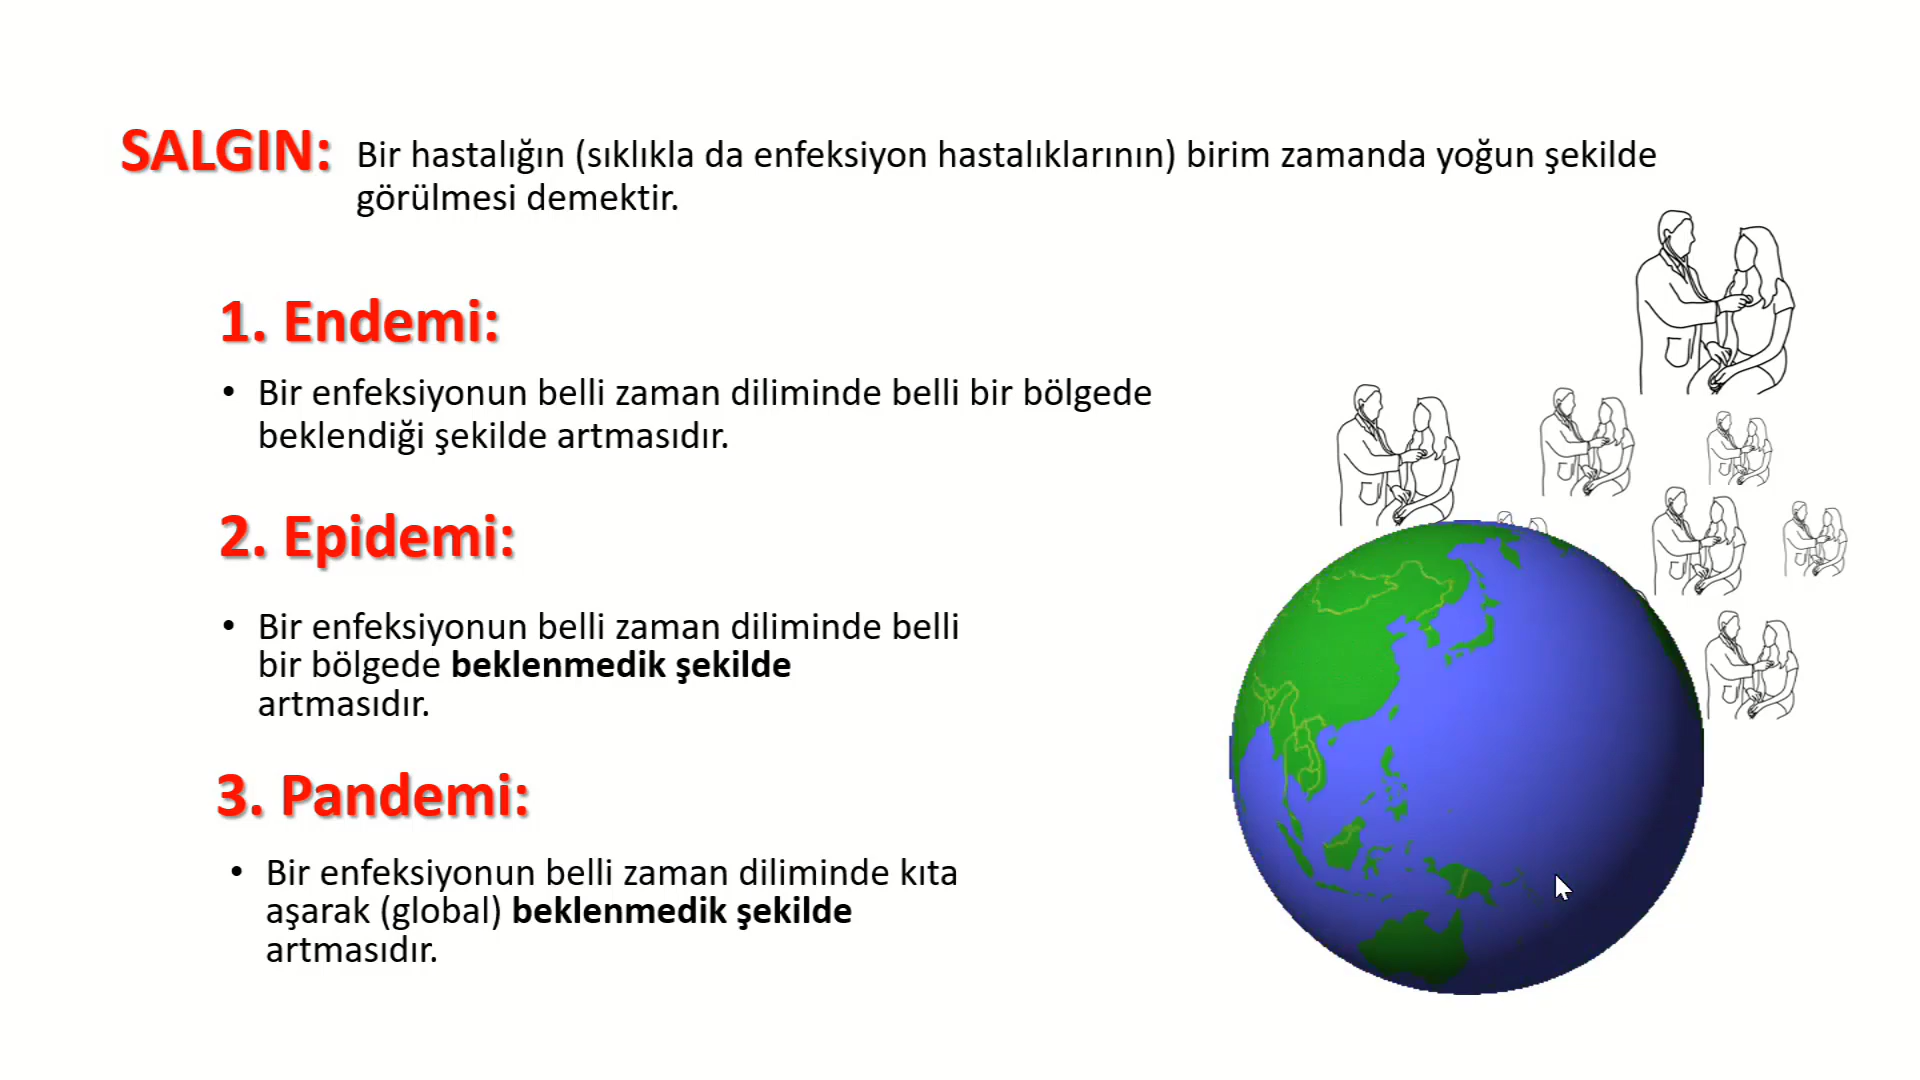 SALGIN: Bir hastalığın (sıklıkla da enfeksiyon hastalıklarının) birim zamanda yoğun şekilde
görülmesi demektir.
1. Endemi:
• Bir enfeksiyonun belli zaman diliminde belli bir bölgede
beklendiği şekilde artmasıdır.
2. Epidemi:
• Bir enfeksiyonun belli zaman diliminde belli
bir bölgede beklenmedik şekilde
artmasıdır.
3. Pandemi:
• Bir enfeksiyonun belli zaman diliminde kıta
aşarak (global) beklenmedik şekilde
artmasıdır.